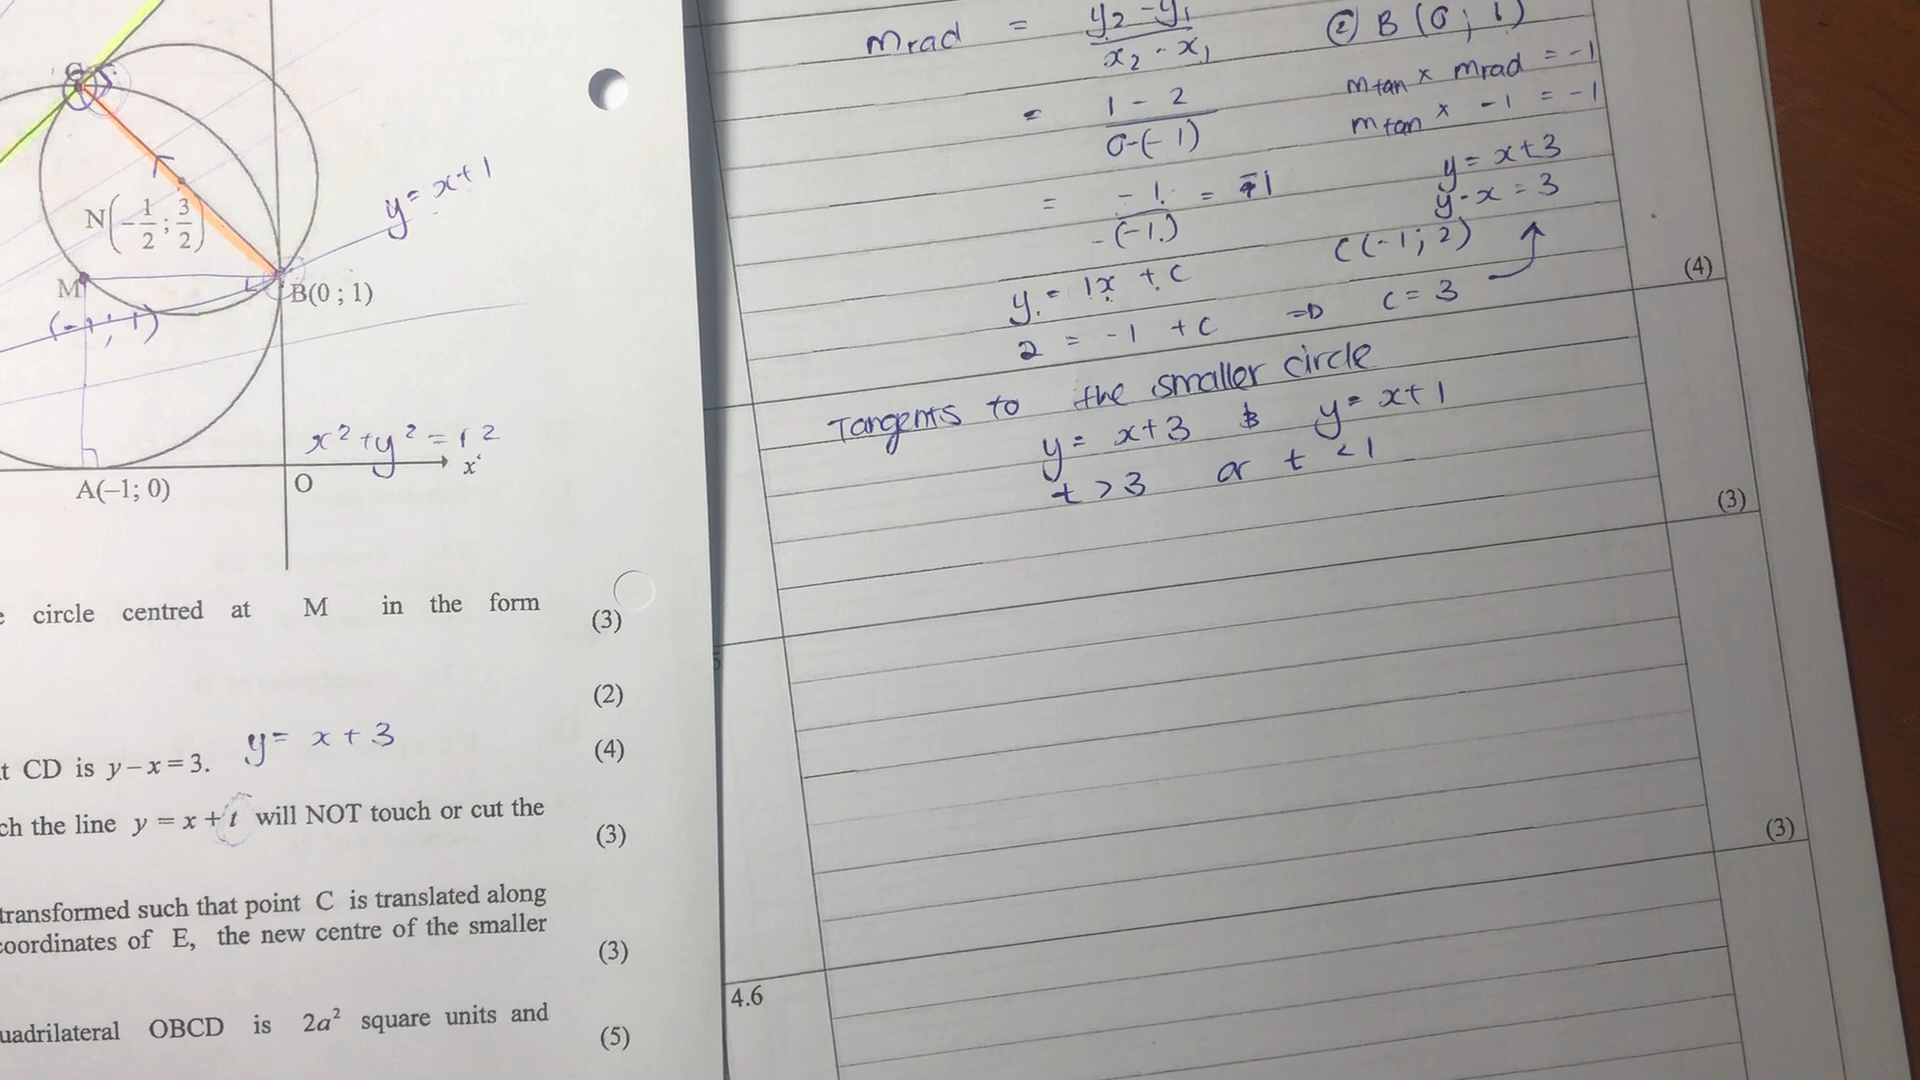 y = x+1
N(-1/2 ; 3/2)
M
(-1 ; 1)
B(0 ; 1)
x² + y² = r²
x
A(–1; 0)
O
circle centred at M in the form
(3)
(2)
y = x + 3
t CD is y – x = 3.
(4)
ch the line y = x + t will NOT touch or cut the
(3)
transformed such that point C is translated along
coordinates of E, the new centre of the smaller
(3)
uadrilateral OBCD is 2a² square units and
(5)
mrad = y₂ - y₁ / x₂ - x₁
② B (0 ; 1)
= 1 - 2 / 0-(-1)
mtan × mrad = -1
mtan × -1 = -1
= -1 / -(-1) = -1
y = x+3
y - x = 3
C(-1 ; 2)
(4)
y = 1x + c
2 = -1 + c ⇒ c = 3
Tangents to the smaller circle
y = x+3 & y = x+1
t > 3 or t < 1
(3)
5
(3)
4.6